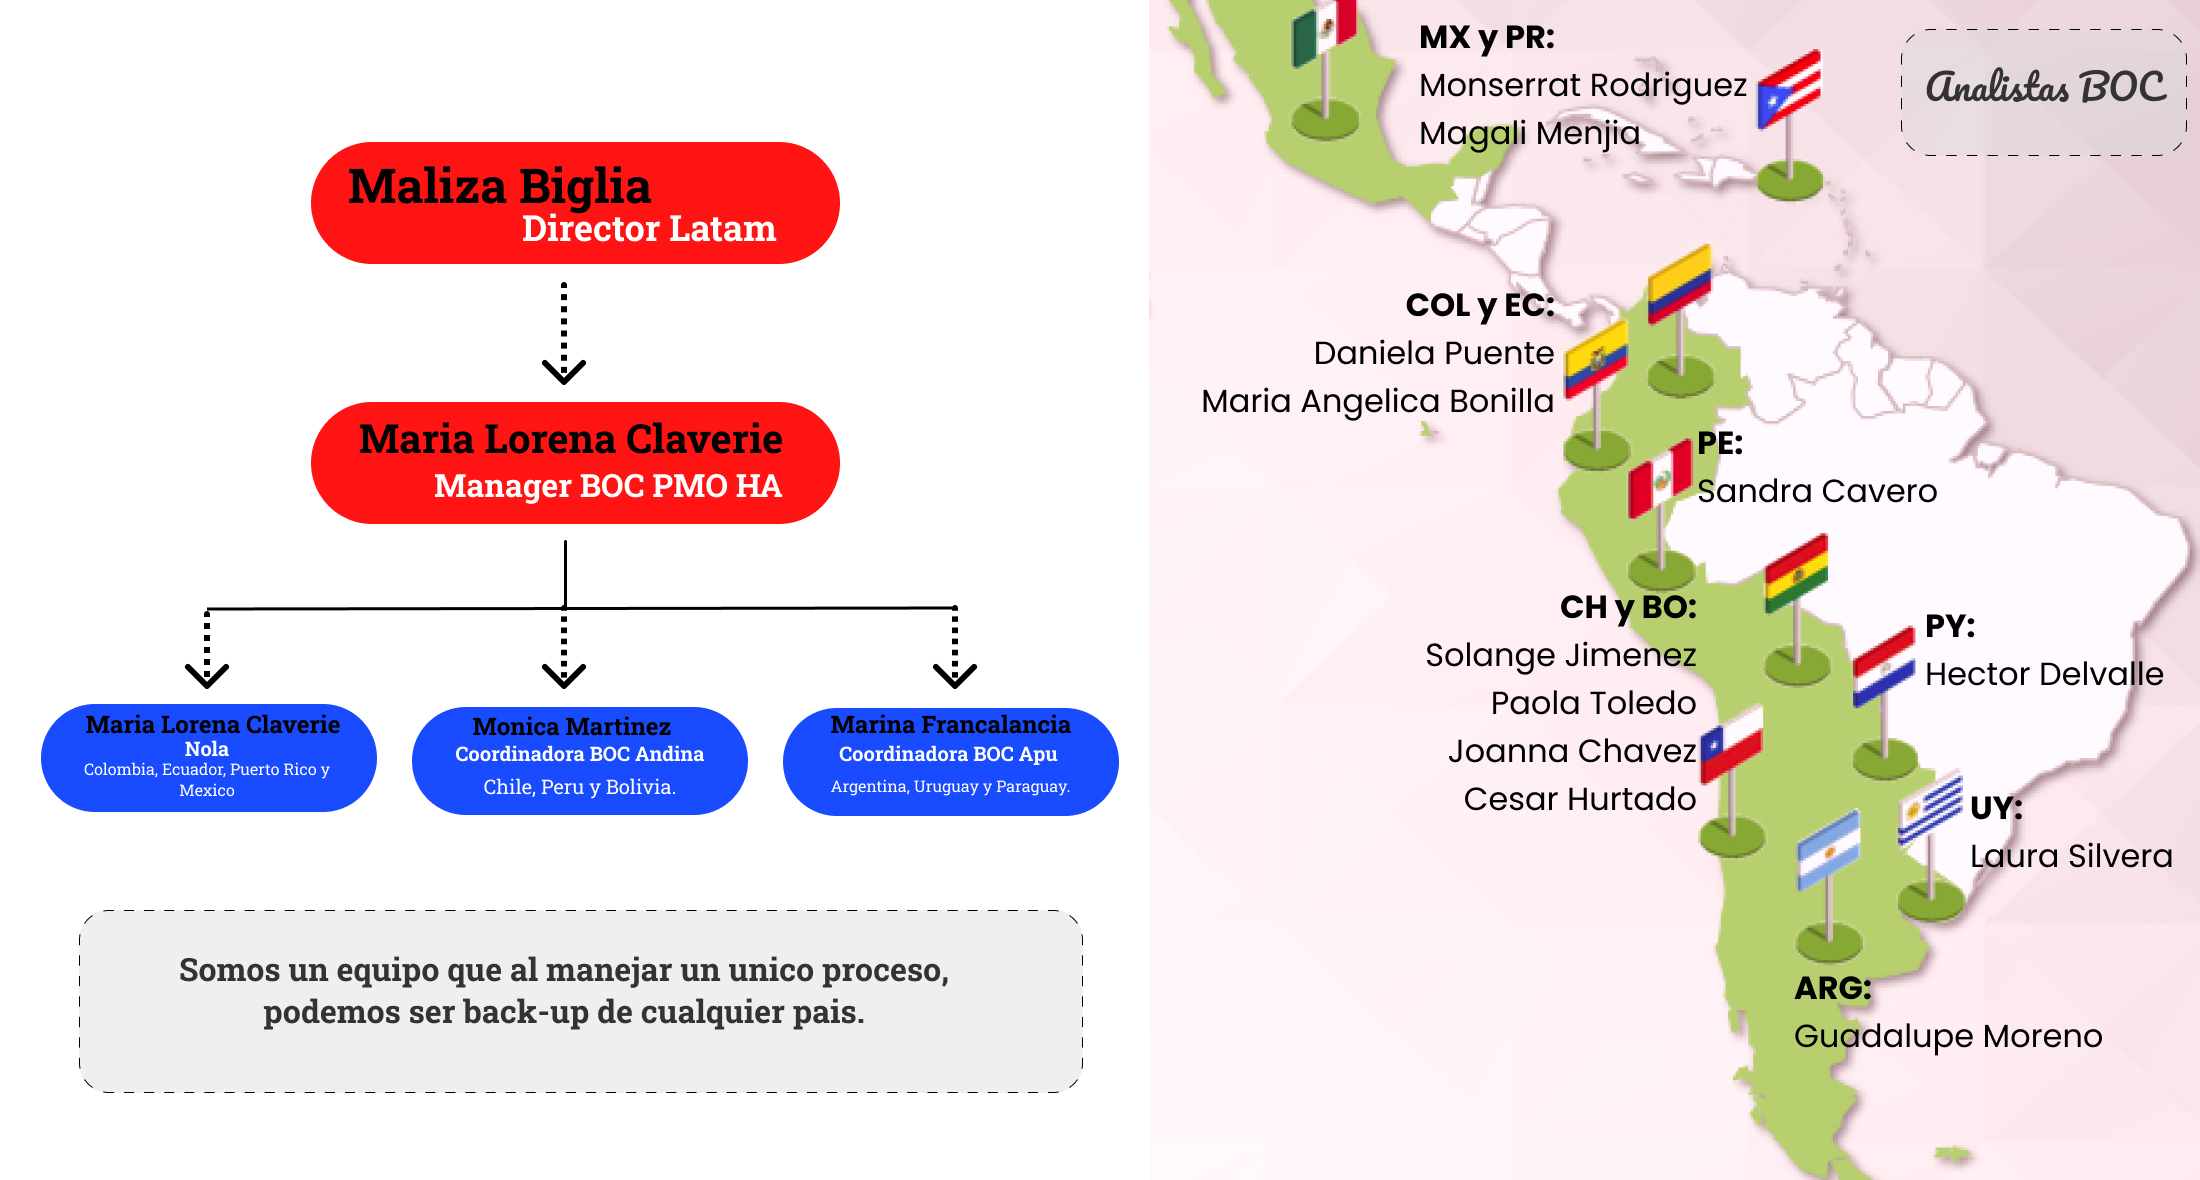 Maliza Biglia
Director Latam
Maria Lorena Claverie
Manager BOC PMO HA
Maria Lorena Claverie
Nola
Colombia, Ecuador, Puerto Rico y
Mexico
Monica Martinez
Coordinadora BOC Andina
Chile, Peru y Bolivia.
Marina Francalancia
Coordinadora BOC Apu
Argentina, Uruguay y Paraguay.
Somos un equipo que al manejar un unico proceso,
podemos ser back-up de cualquier pais.
Analistas BOC
MX y PR:
Monserrat Rodriguez
Magali Menjia
COL y EC:
Daniela Puente
Maria Angelica Bonilla
PE:
Sandra Cavero
CH y BO:
Solange Jimenez
Paola Toledo
Joanna Chavez
Cesar Hurtado
PY:
Hector Delvalle
UY:
Laura Silvera
ARG:
Guadalupe Moreno